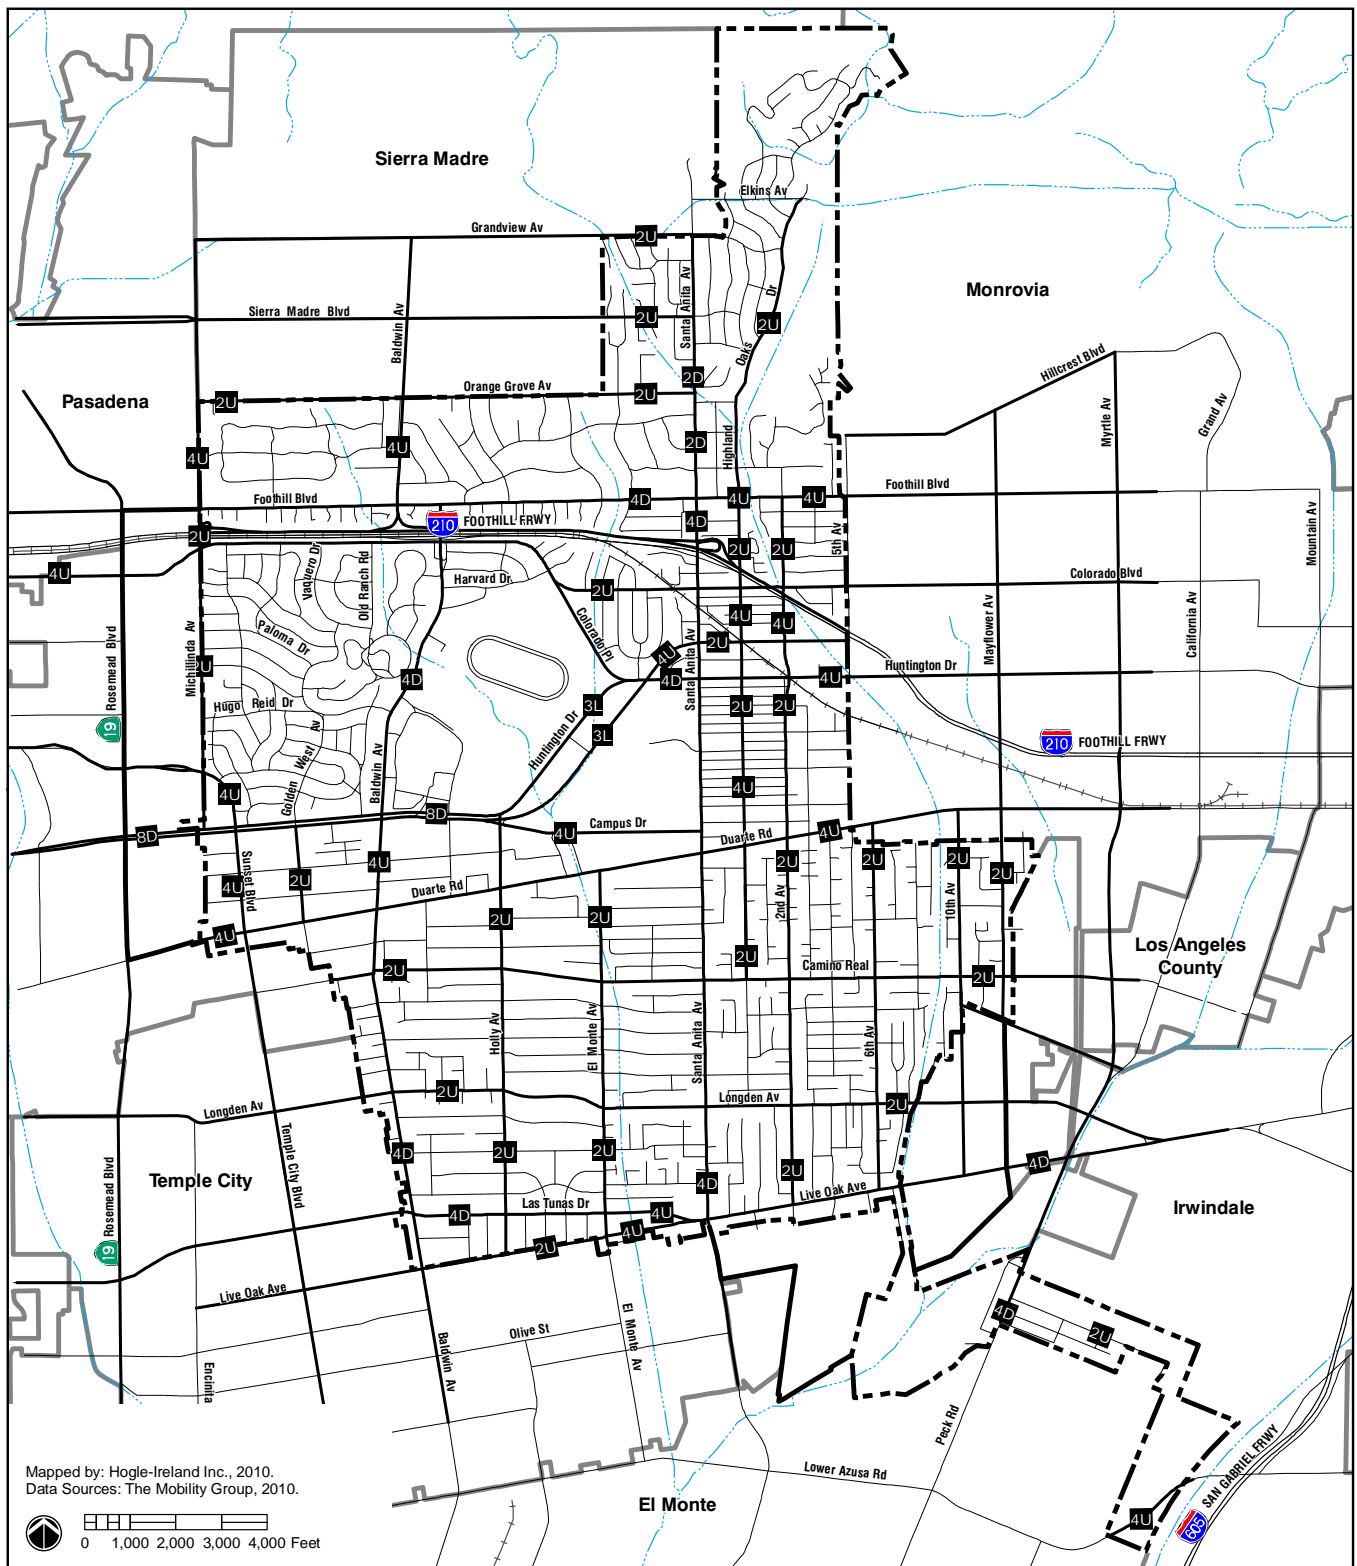 Sierra Madre
Elkins Av
Grandview Av
2U
Santa Anita Av
Monrovia
Dr
Sierra Madre Blvd
2U
Baldwin Av
2U
Oaks
Hillcrest Blvd
2D
Orange Grove Av
2U
Pasadena
2U
Myrtle Av
Grand Av
4U
2D
Highland
4U
Foothill Blvd
4D
4U
4U
Foothill Blvd
Mountain Av
2U
210
FOOTHILL FRWY
4D
5th Av
2U
2U
Vaquero Dr
Old Ranch Rd
4U
Harvard Dr
2U
Colorado Blvd
Colorado Pl
4U
4U
Mayflower Av
California Av
Rosemead Blvd
Michillinda Av
Paloma Dr
Santa Anita Av
2U
4U
2U
4D
4D
4U
Huntington Dr
Hugo Reid Dr
3L
2U
2U
19
Golden West Av
Huntington Dr
3L
210
FOOTHILL FRWY
Baldwin Av
4U
4U
8D
8D
4U
Campus Dr
Duarte Rd
4U
4U
2U
2U
2U
2U
4U
Sunset Blvd
2U
Duarte Rd
2nd Av
10th Av
2U
2U
4U
Los Angeles
County
2U
2U
Camino Real
2U
Holly Av
El Monte Av
Santa Anita Av
6th Av
2U
Longden Av
Longden Av
2U
Temple City Blvd
4D
2U
2U
4D
2U
4D
Temple City
Rosemead Blvd
Las Tunas Dr
Live Oak Ave
Irwindale
4D
4U
19
2U
4U
Live Oak Ave
El Monte Av
Olive St
4D
2U
Baldwin Av
Encinita
Peck Rd
Lower Azusa Rd
SAN GABRIEL FRWY
El Monte
4U
605
Mapped by: Hogle-Ireland Inc., 2010.
Data Sources: The Mobility Group, 2010.
0 1,000 2,000 3,000 4,000 Feet